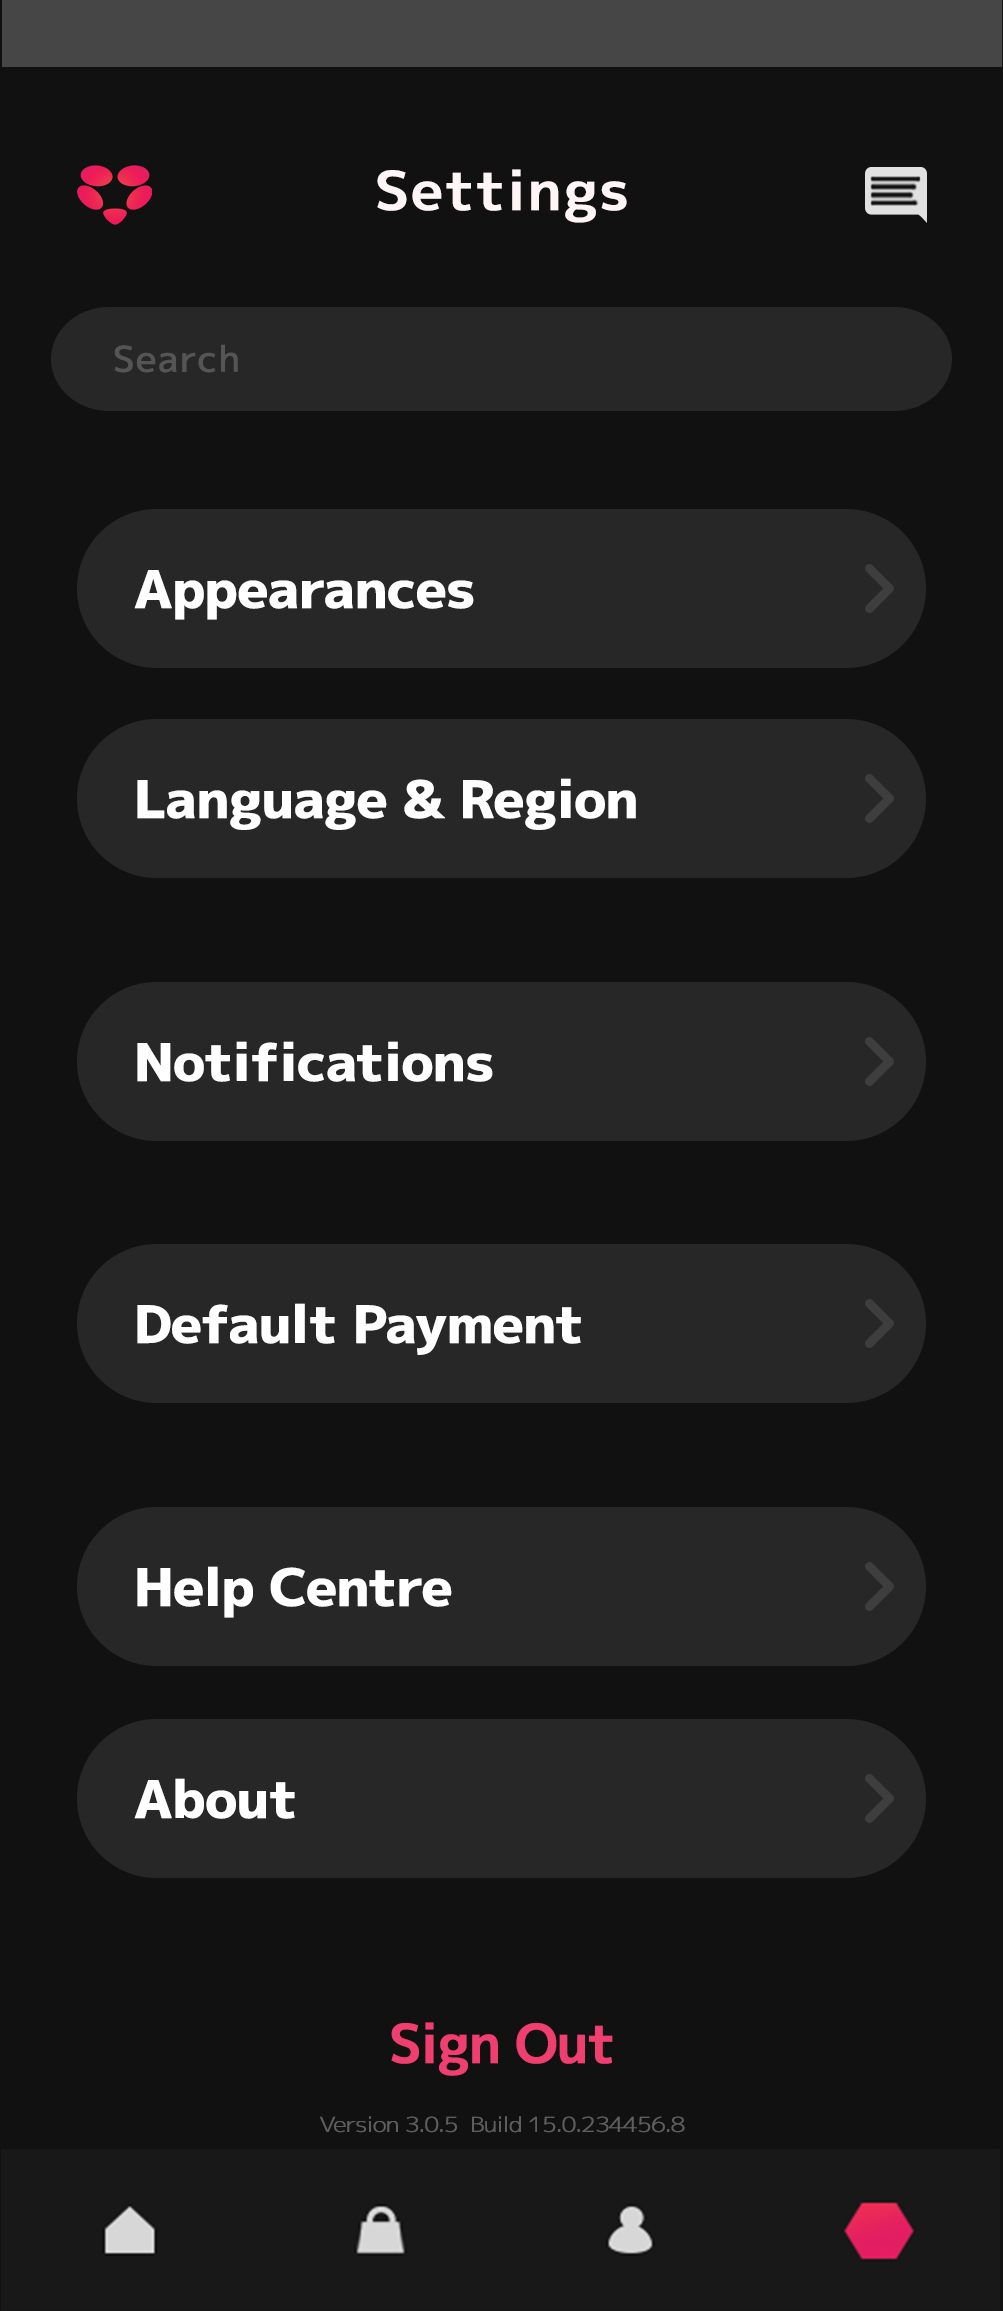 Settings
Search
Appearances
Language & Region
Notifications
Default Payment
Help Centre
About
Sign Out
Version 3.0.5 Build 15.0.234456.8